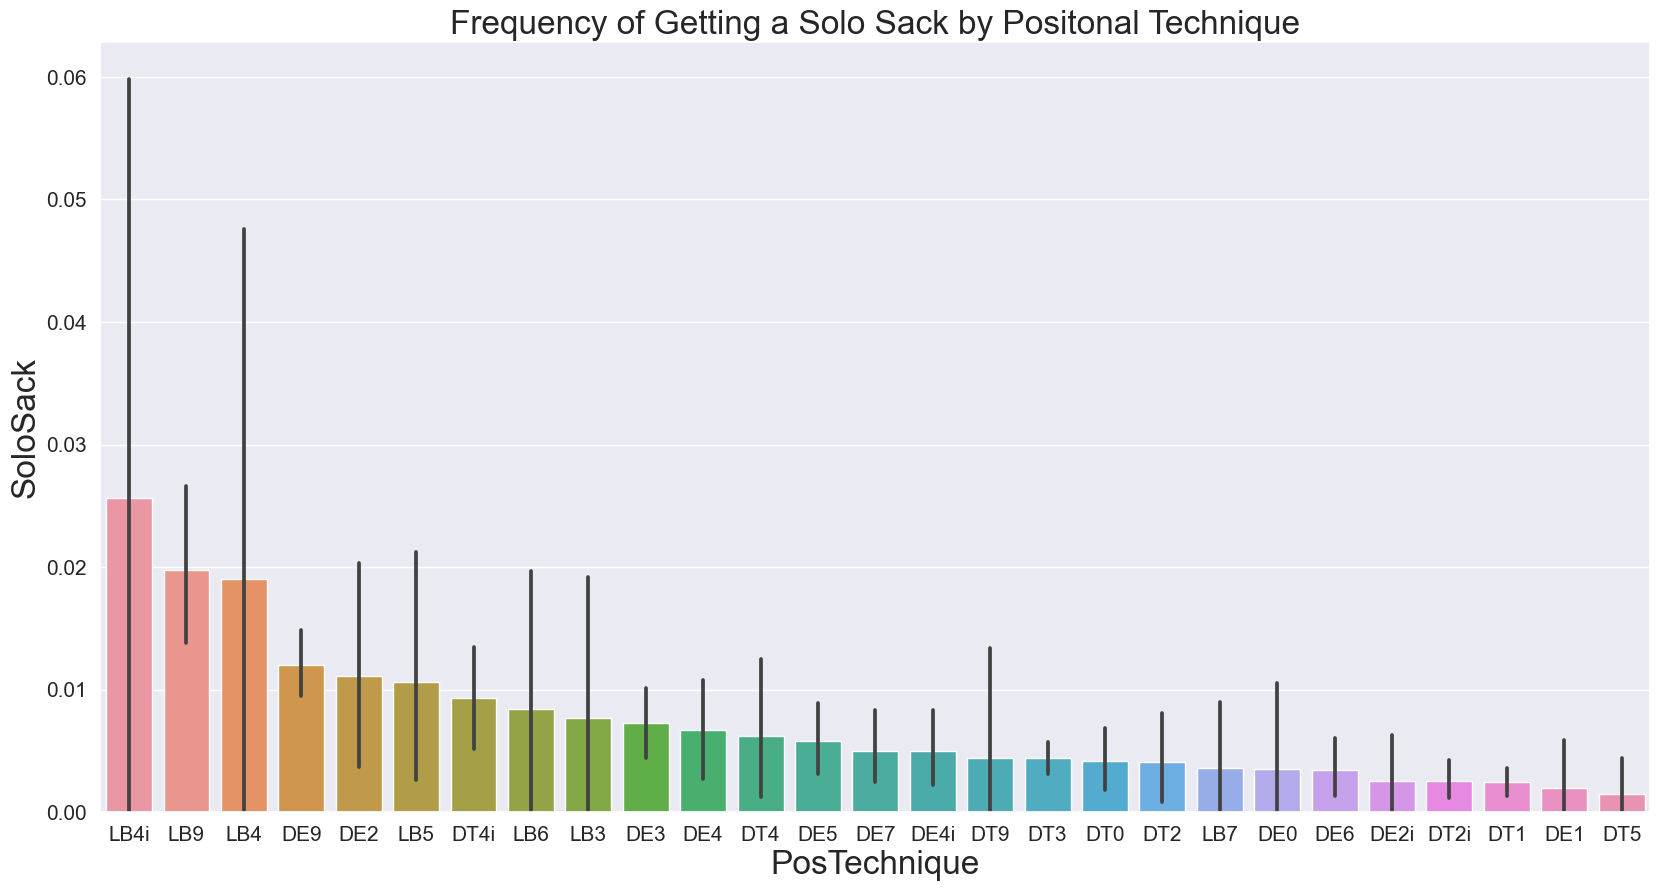 Frequency of Getting a Solo Sack by Positonal Technique
0.06
0.05
0.04
0.03
0.02
0.01
0.00
SoloSack
LB4i LB9 LB4 DE9 DE2 LB5 DT4i LB6 LB3 DE3 DE4 DT4 DE5 DE7 DE4i DT9 DT3 DT0 DT2 LB7 DE0 DE6 DE2i DT2i DT1 DE1 DT5
PosTechnique